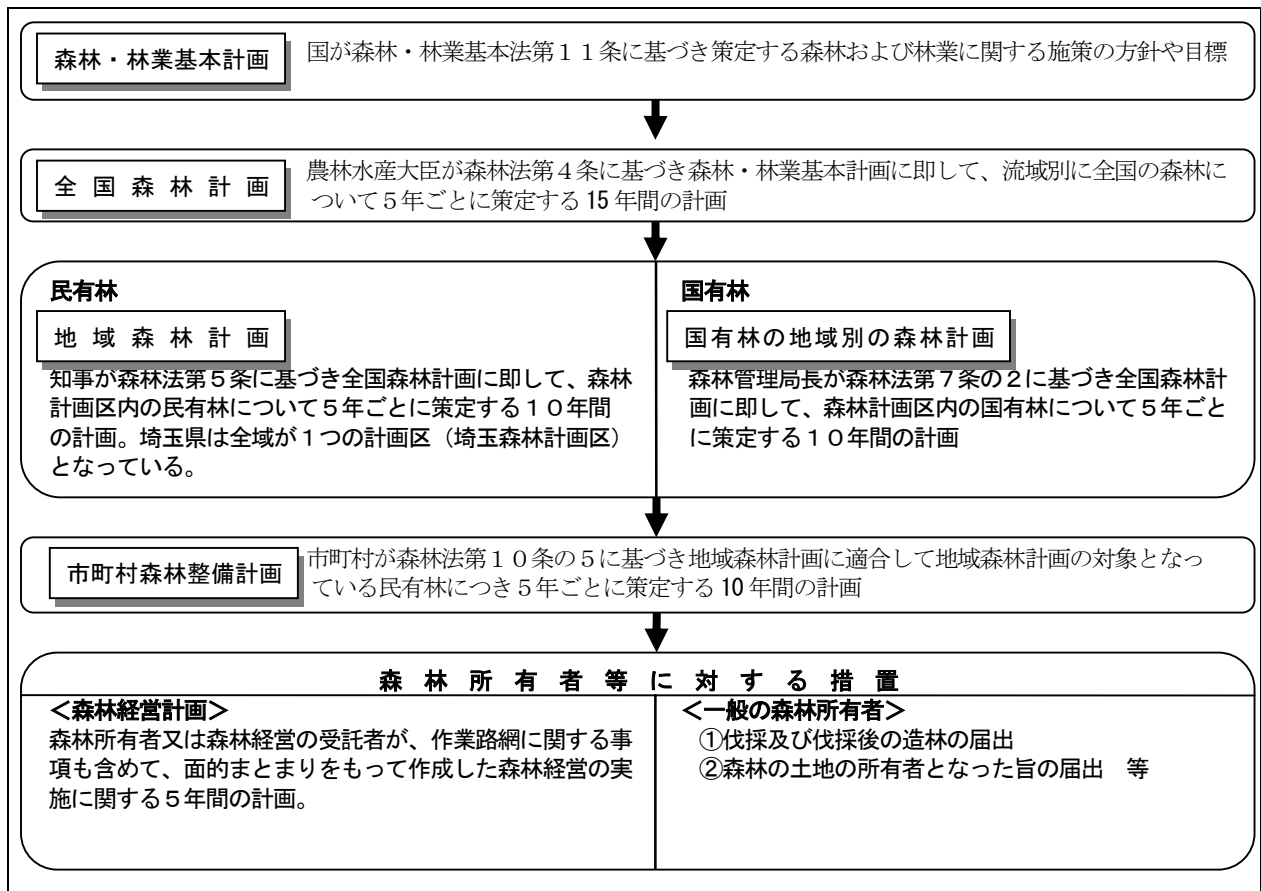 森林・林業基本計画
国が森林・林業基本法第１１条に基づき策定する森林および林業に関する施策の方針や目標
全国森林計画
農林水産大臣が森林法第４条に基づき森林・林業基本計画に即して、流域別に全国の森林に
ついて５年ごとに策定する 15 年間の計画
民有林
地域森林計画
知事が森林法第５条に基づき全国森林計画に即して、森林
計画区内の民有林について５年ごとに策定する１０年間
の計画。埼玉県は全域が１つの計画区（埼玉森林計画区）
となっている。
国有林
国有林の地域別の森林計画
森林管理局長が森林法第７条の２に基づき全国森林計
画に即して、森林計画区内の国有林について５年ごと
に策定する１０年間の計画
市町村森林整備計画
市町村が森林法第１０条の５に基づき地域森林計画に適合して地域森林計画の対象となっ
ている民有林につき５年ごとに策定する 10 年間の計画
森林所有者等に対する措置
＜森林経営計画＞
森林所有者又は森林経営の受託者が、作業路網に関する事
項も含めて、面的まとまりをもって作成した森林経営の実
施に関する５年間の計画。
＜一般の森林所有者＞
①伐採及び伐採後の造林の届出
②森林の土地の所有者となった旨の届出　等